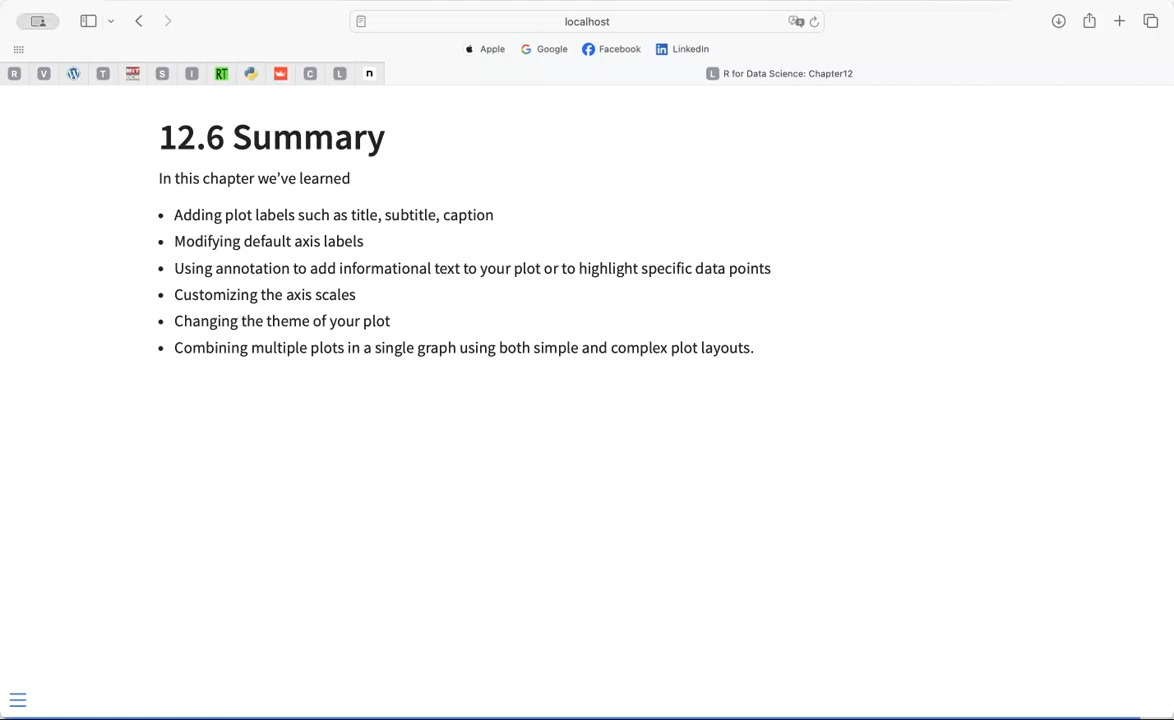 localhost
Apple Google Facebook LinkedIn
R V T MIT S I RT C L n L R for Data Science: Chapter12
12.6 Summary
In this chapter we've learned
• Adding plot labels such as title, subtitle, caption
• Modifying default axis labels
• Using annotation to add informational text to your plot or to highlight specific data points
• Customizing the axis scales
• Changing the theme of your plot
• Combining multiple plots in a single graph using both simple and complex plot layouts.